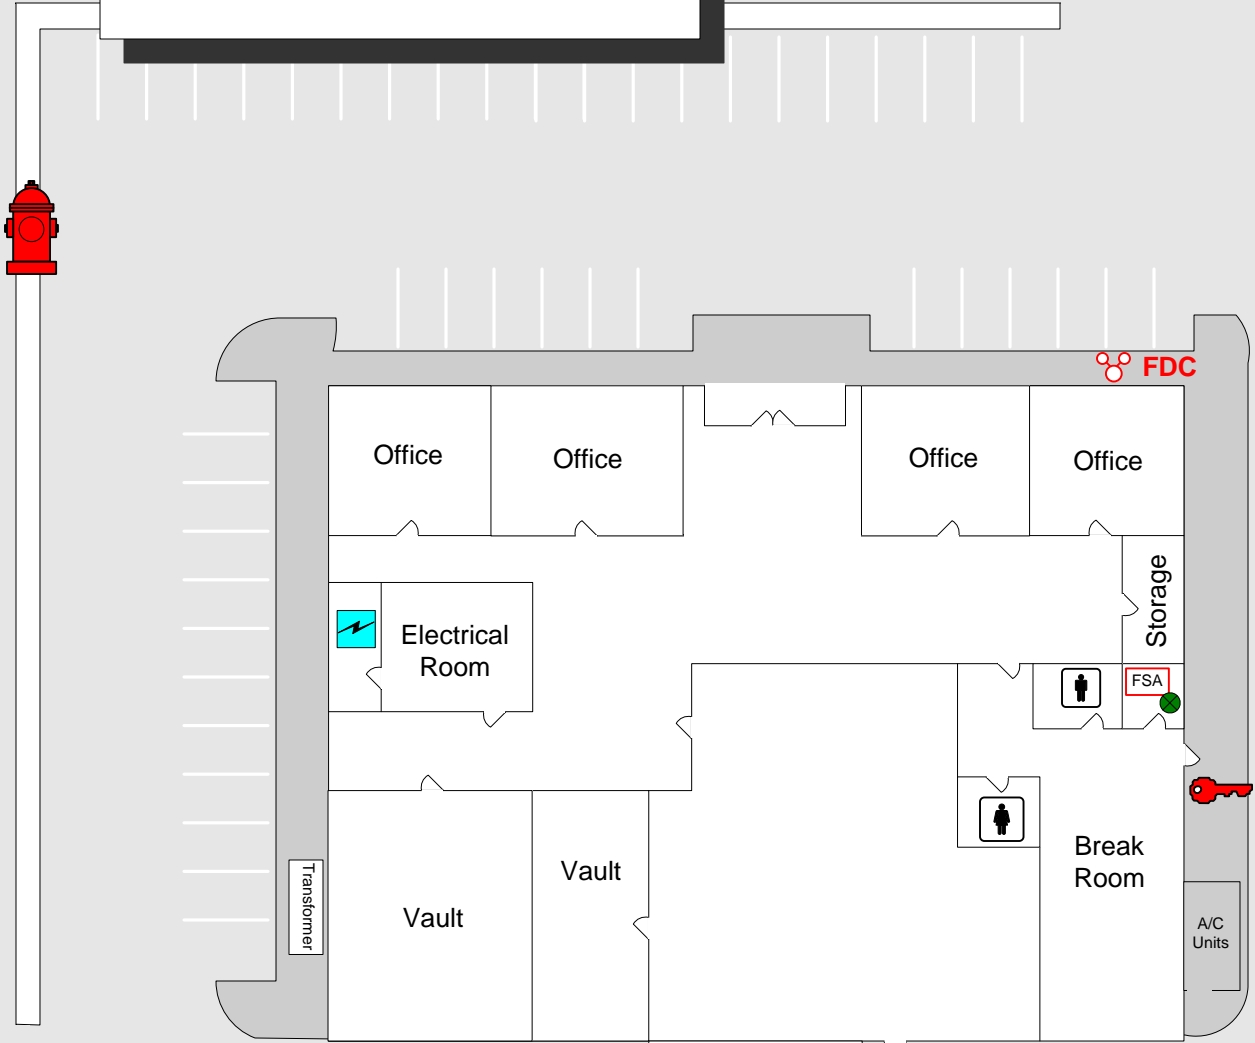 FDC
Office
Office
Office
Office
Storage
Electrical
Room
FSA
Break
Room
Vault
Vault
Transformer
A/C
Units